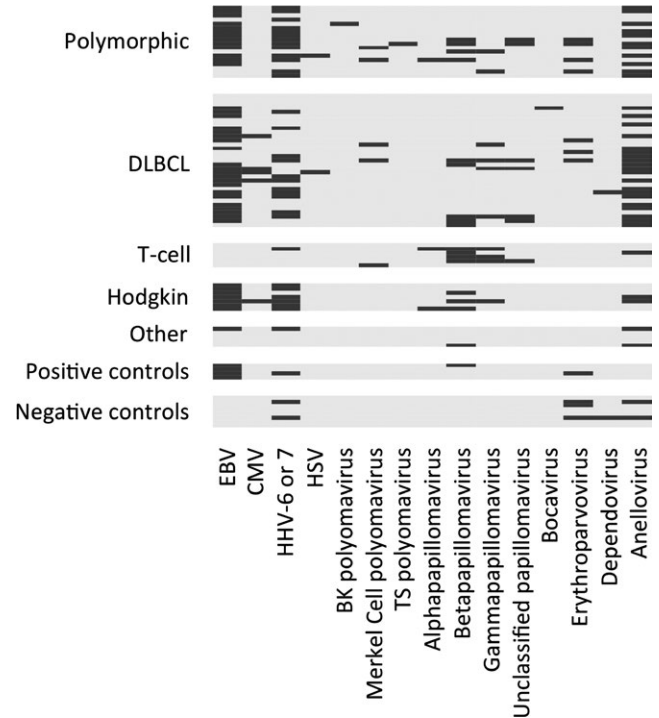 Polymorphic
DLBCL
T-cell
Hodgkin
Other
Positive controls
Negative controls
EBV
CMV
HHV-6 or 7
HSV
BK polyomavirus
Merkel Cell polyomavirus
TS polyomavirus
Alphapapillomavirus
Betapapillomavirus
Gammapapillomavirus
Unclassified papillomavirus
Bocavirus
Erythroparvovirus
Dependovirus
Anellovirus